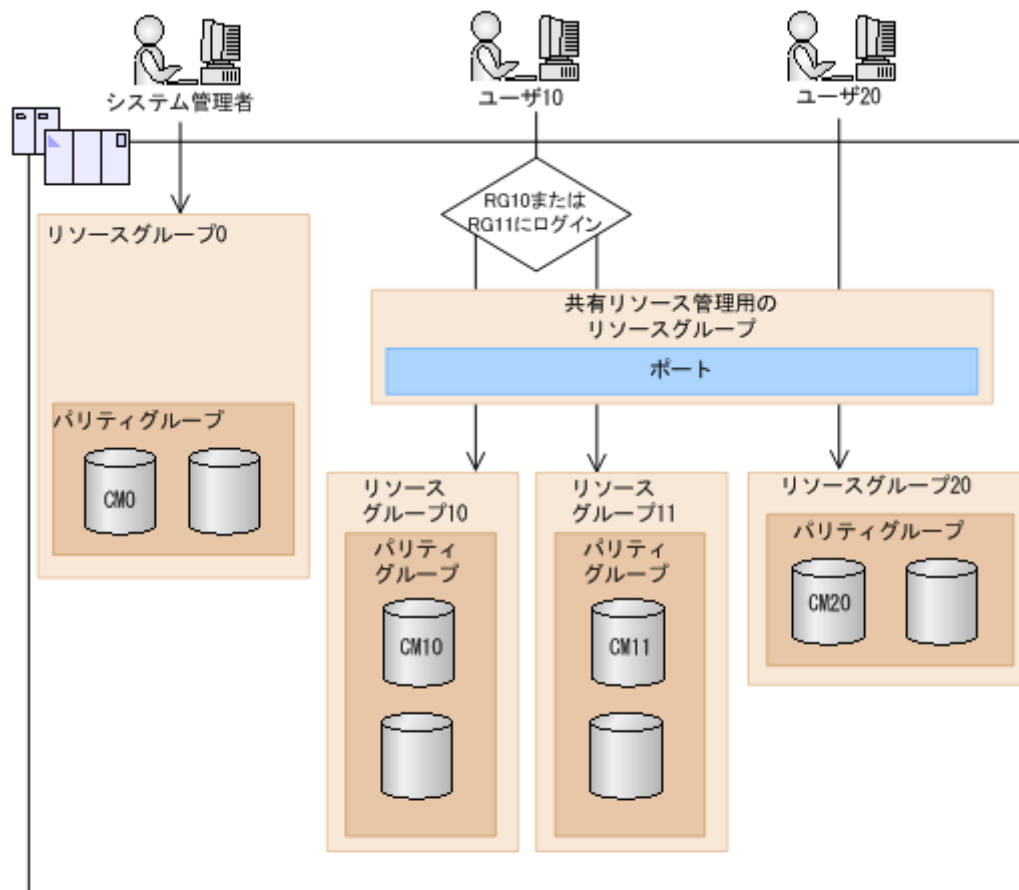 システム管理者
ユーザ10
ユーザ20
RG10または
RG11にログイン
リソースグループ0
共有リソース管理用の
リソースグループ
ポート
パリティグループ
CM0
リソース
グループ10
パリティ
グループ
CM10
リソース
グループ11
パリティ
グループ
CM11
リソースグループ20
パリティグループ
CM20